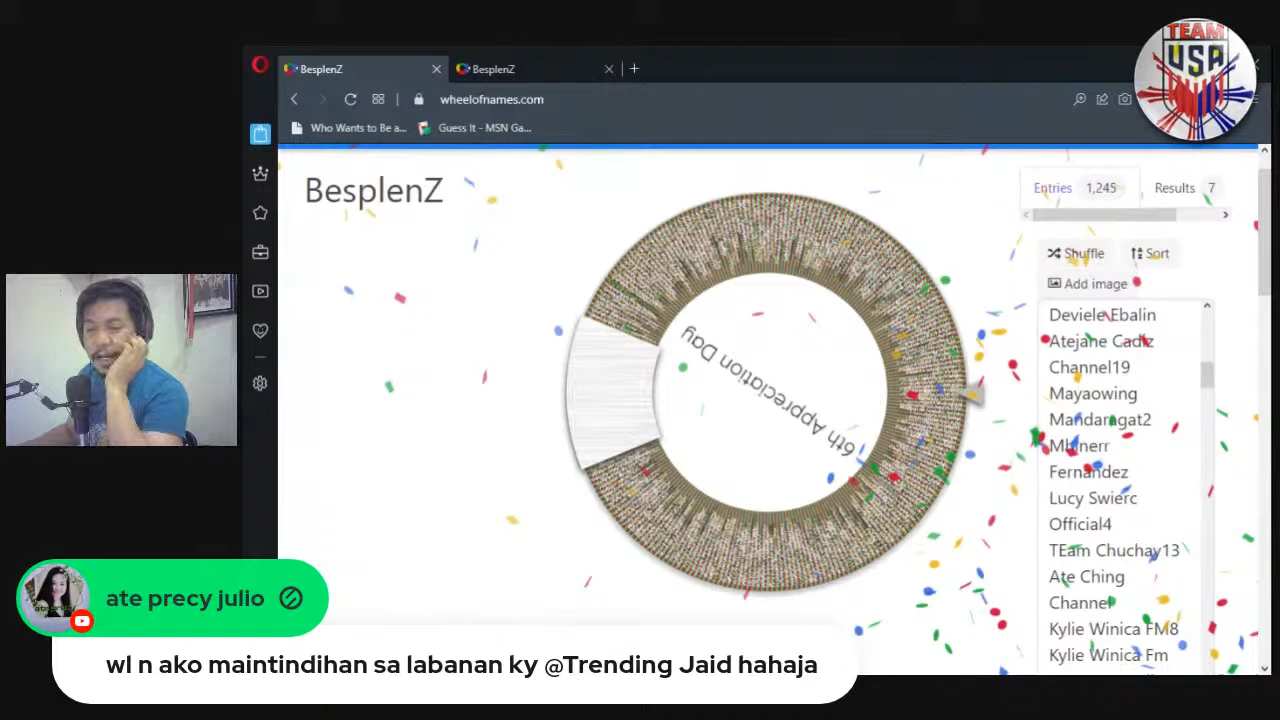 TEAM
USA
BesplenZ
BesplenZ
wheelofnames.com
Who Wants to Be a...
Guess It - MSN Ga...
BesplenZ
Entries 1,245
Results 7
Shuffle
Sort
Add image
6th Appreciation Day
Deviele Ebalin
Atejane Cadiz
Channel19
Mayaowing
Mandaragat2
Mhinerr
Fernandez
Lucy Swierc
Official4
TEam Chuchay13
Ate Ching
Channel
Kylie Winica FM8
Kylie Winica Fm
ate precy julio
wl n ako maintindihan sa labanan ky @Trending Jaid hahaja